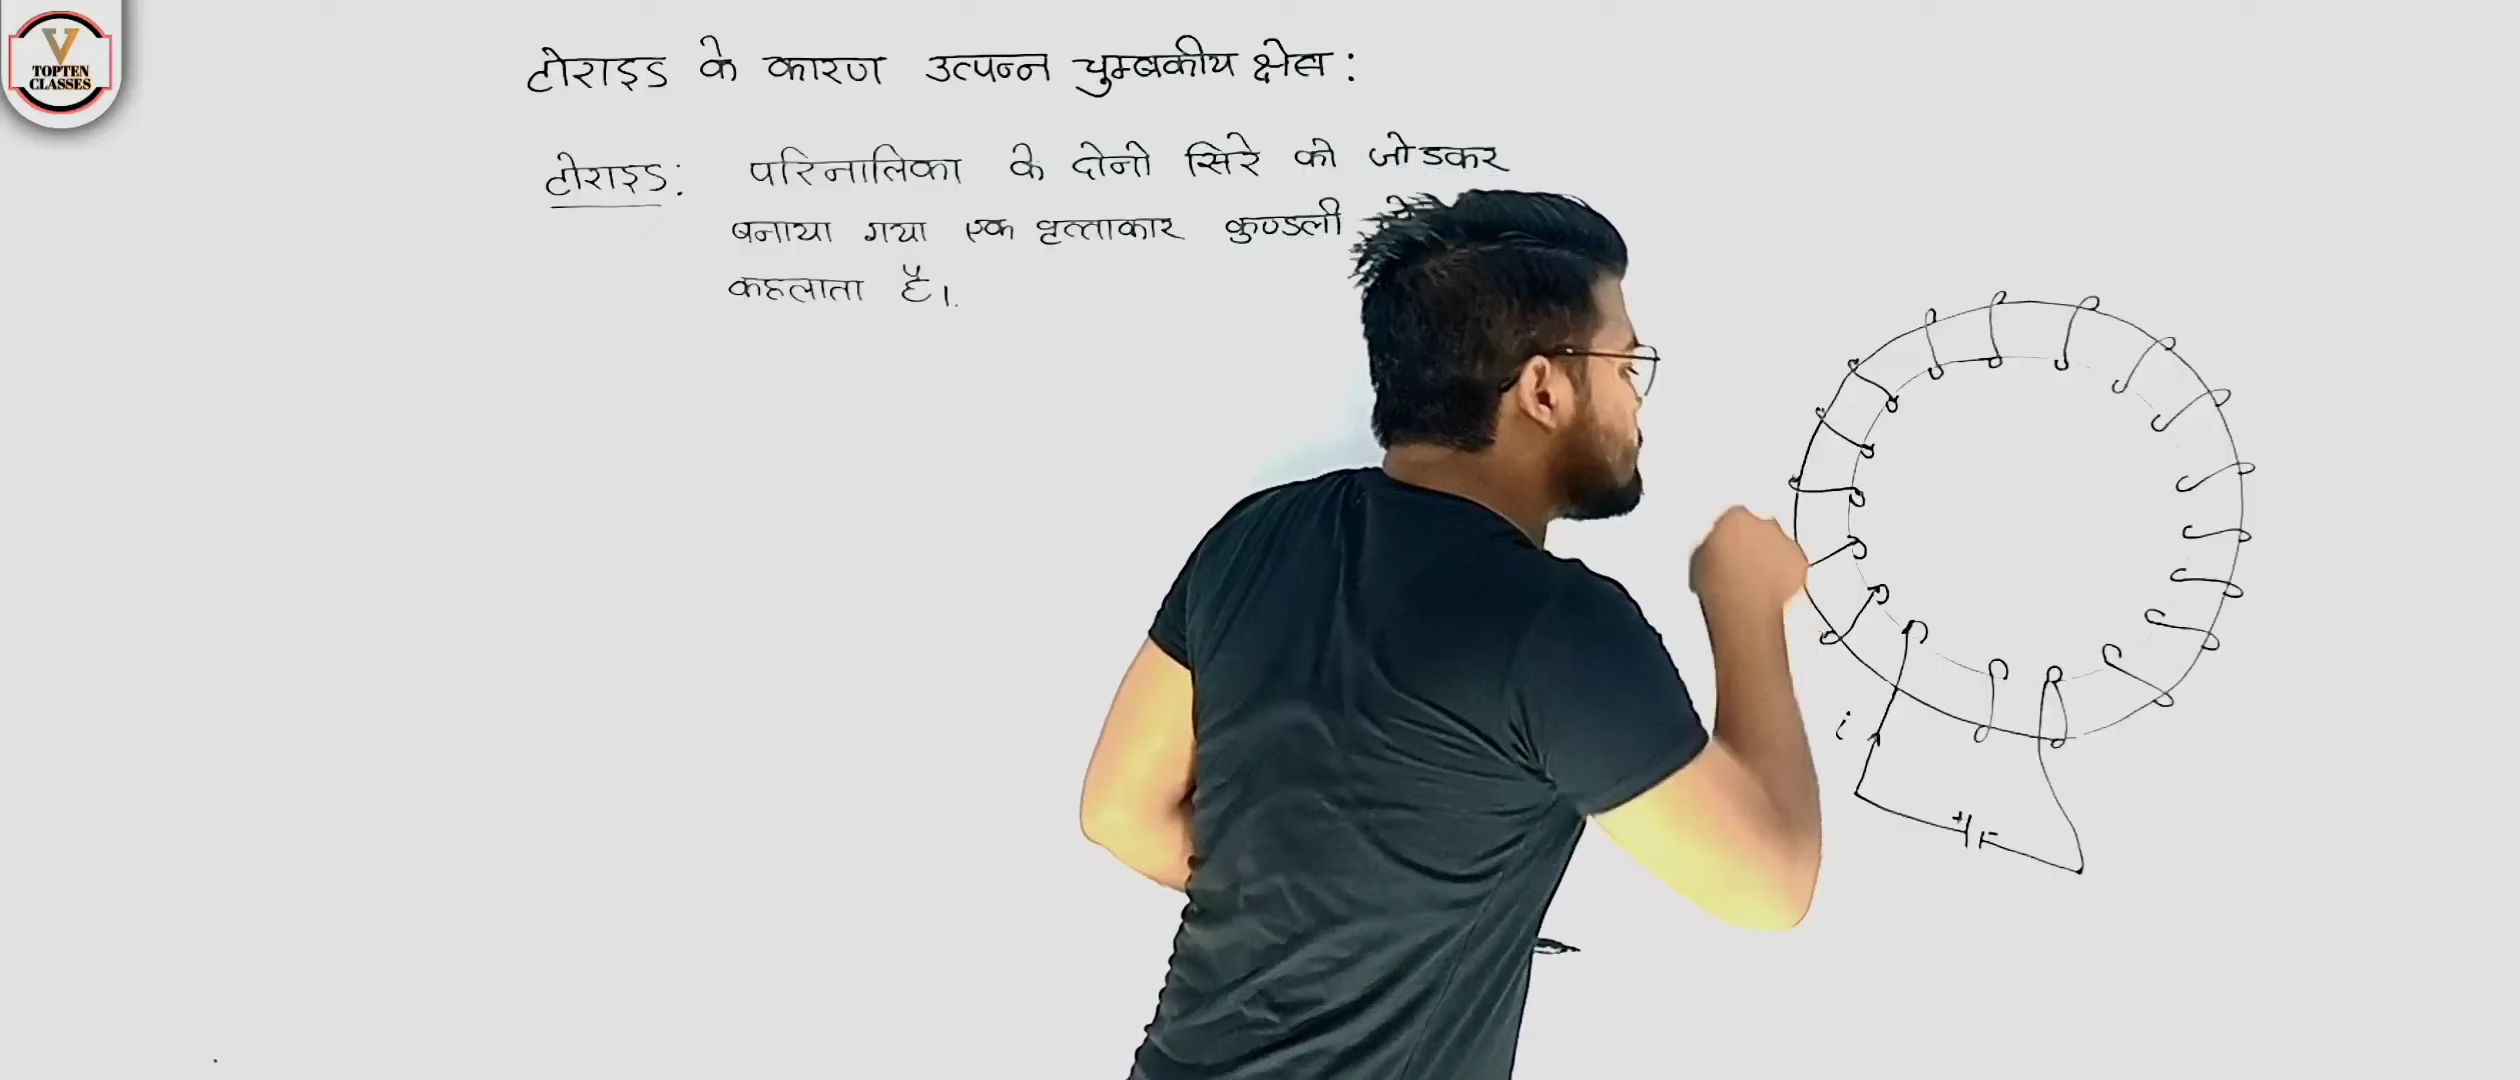 V
TOPTEN
CLASSES
टोराइड के कारण उत्पन्न चुम्बकीय क्षेत्र :
टोराइड : परिनालिका के दोनो सिरे को जोडकर
बनाया गया एक वृत्ताकार कुण्डली
कहलाता है।
i
+ -